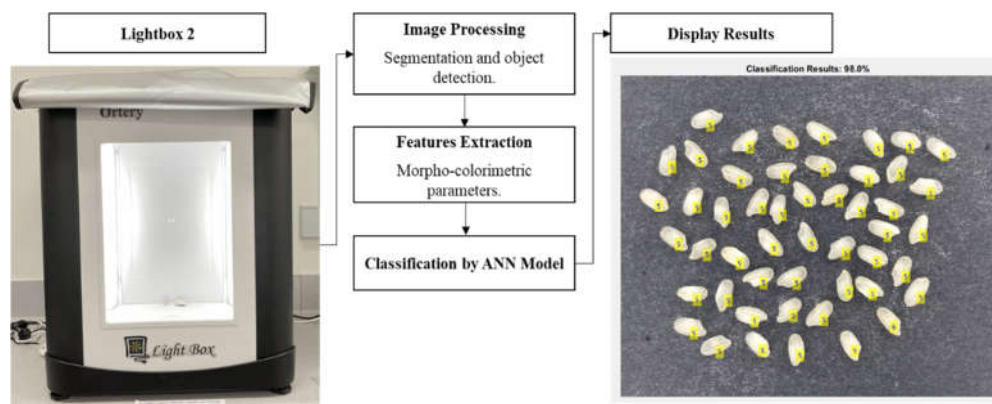 Lightbox 2
Ortery
Light Box
Image Processing
Segmentation and object
detection.
Features Extraction
Morpho-colorimetric
parameters.
Classification by ANN Model
Display Results
Classification Results: 98.0%